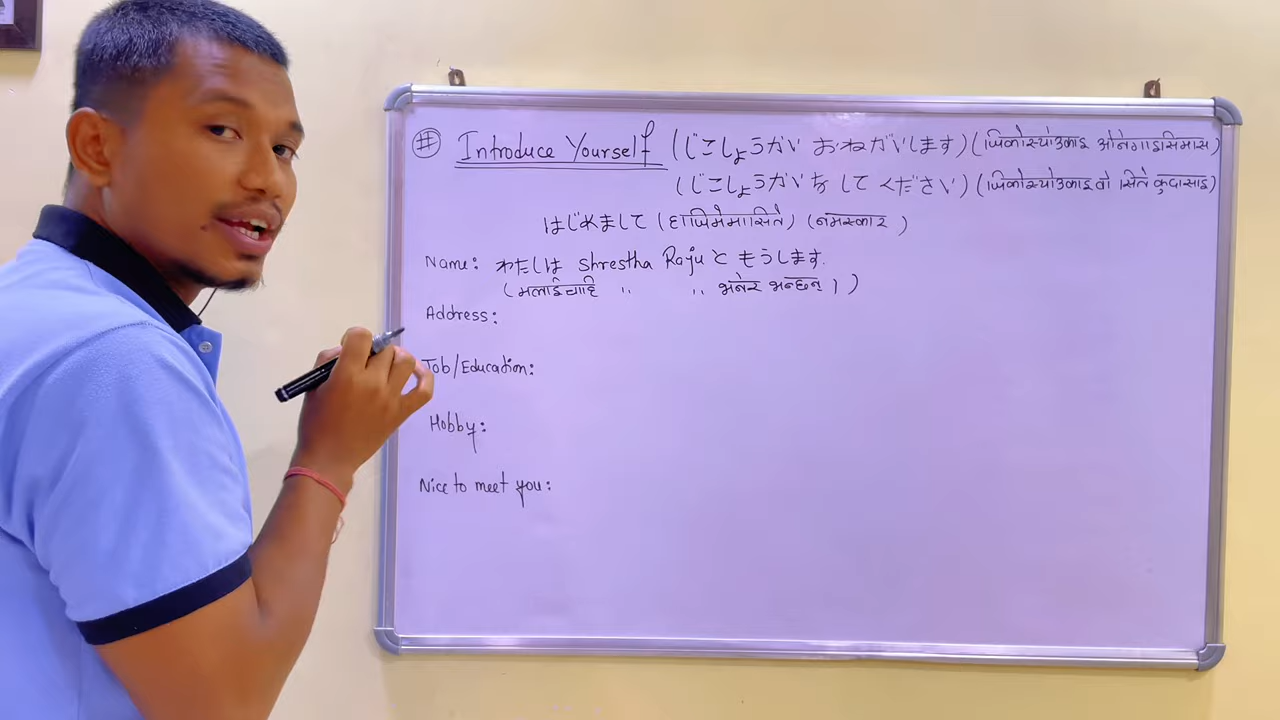 # Introduce Yourself (じこしょうかい おねがいします) (जिकोस्योउकाइ ओनेगाइसिमास)
(じこしょうかいを してください) (जिकोस्योउकाइ वो सिते कुदासाइ)
はじめまして (हाजिमेमासिते) (नमस्कार)
Name: わたしは Shrestha Raju と もうします.
(मलाई चाहि ,, ,, भनेर भन्छन् ।)
Address:
Job/Education:
Hobby:
Nice to meet you: